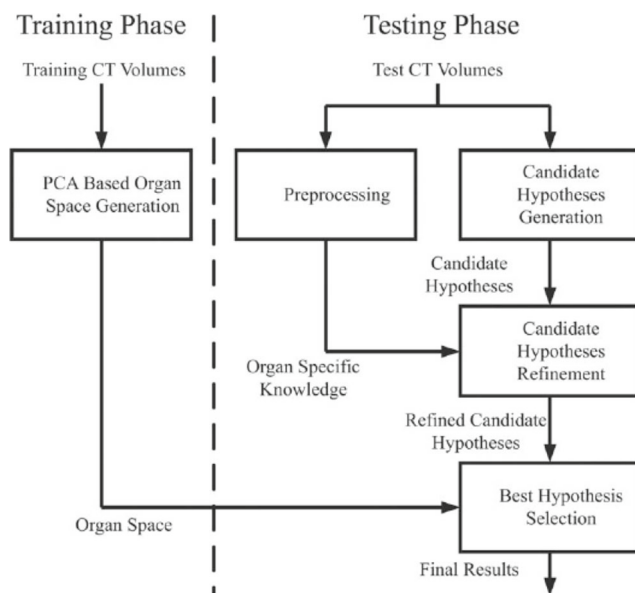 Training Phase
Testing Phase
Training CT Volumes
Test CT Volumes
PCA Based Organ
Space Generation
Preprocessing
Candidate
Hypotheses
Generation
Candidate
Hypotheses
Organ Specific
Knowledge
Candidate
Hypotheses
Refinement
Refined Candidate
Hypotheses
Organ Space
Best Hypothesis
Selection
Final Results